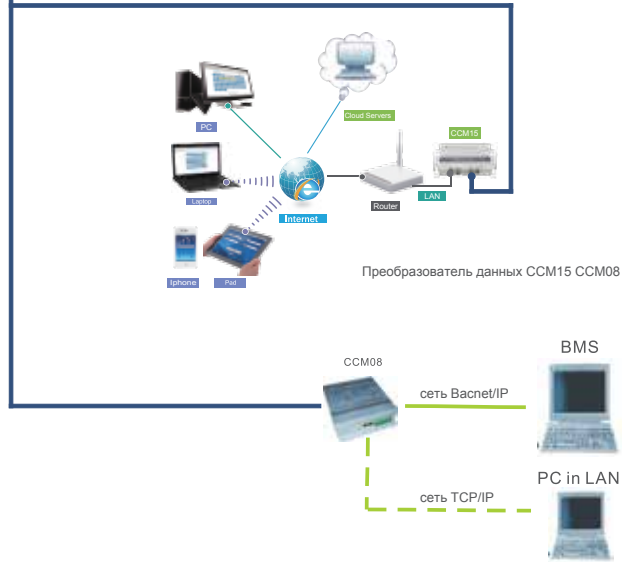 PC
Cloud Servers
CCM15
Laptop
Internet
Router
LAN
Iphone
Pad
Преобразователь данных CCM15 CCM08
BMS
CCM08
сеть Bacnet/IP
PC in LAN
сеть TCP/IP